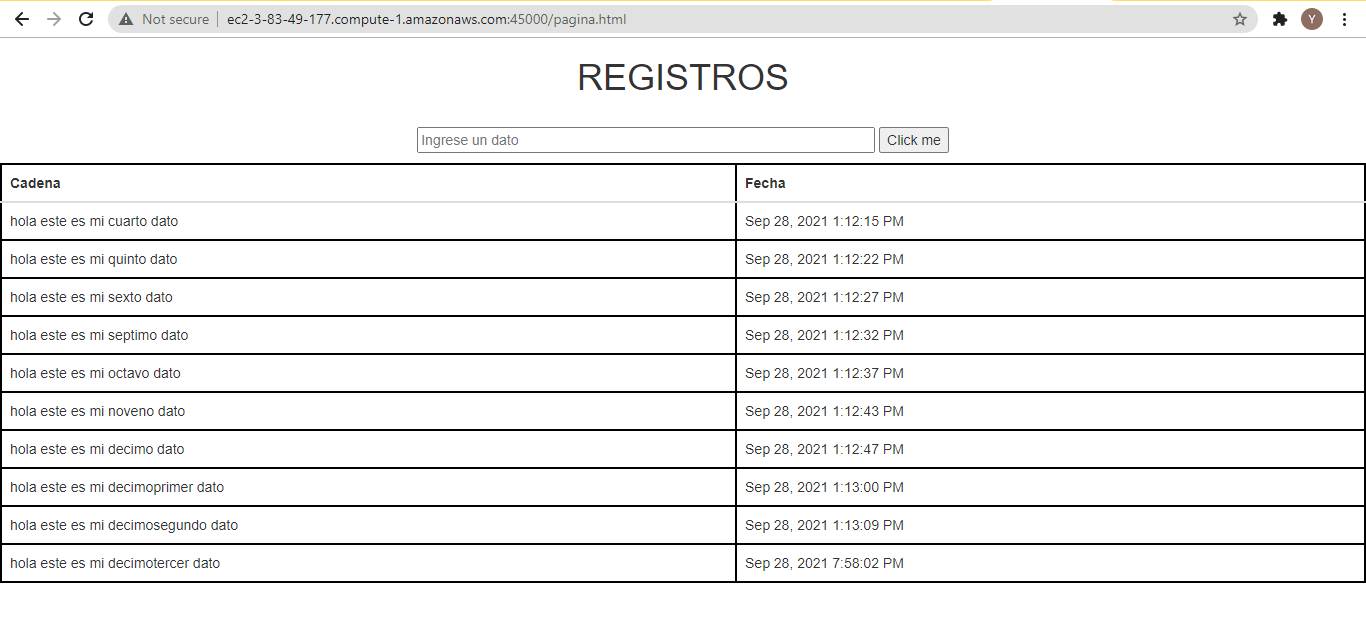 Not secure ec2-3-83-49-177.compute-1.amazonaws.com:45000/pagina.html Y
REGISTROS
Ingrese un dato Click me
Cadena Fecha
hola este es mi cuarto dato Sep 28, 2021 1:12:15 PM
hola este es mi quinto dato Sep 28, 2021 1:12:22 PM
hola este es mi sexto dato Sep 28, 2021 1:12:27 PM
hola este es mi septimo dato Sep 28, 2021 1:12:32 PM
hola este es mi octavo dato Sep 28, 2021 1:12:37 PM
hola este es mi noveno dato Sep 28, 2021 1:12:43 PM
hola este es mi decimo dato Sep 28, 2021 1:12:47 PM
hola este es mi decimoprimer dato Sep 28, 2021 1:13:00 PM
hola este es mi decimosegundo dato Sep 28, 2021 1:13:09 PM
hola este es mi decimotercer dato Sep 28, 2021 7:58:02 PM